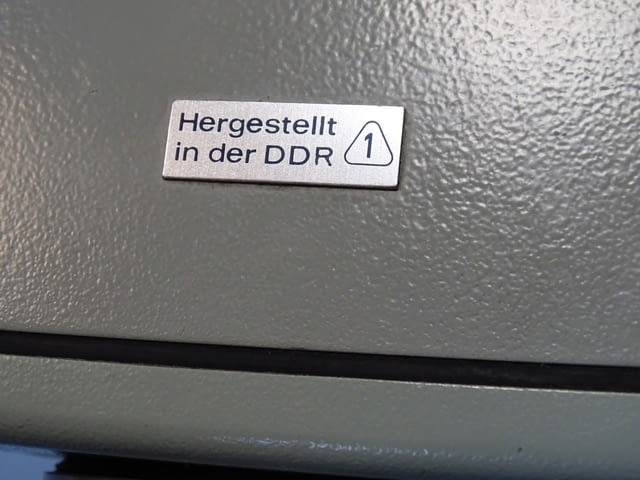 Hergestellt
in der DDR 1